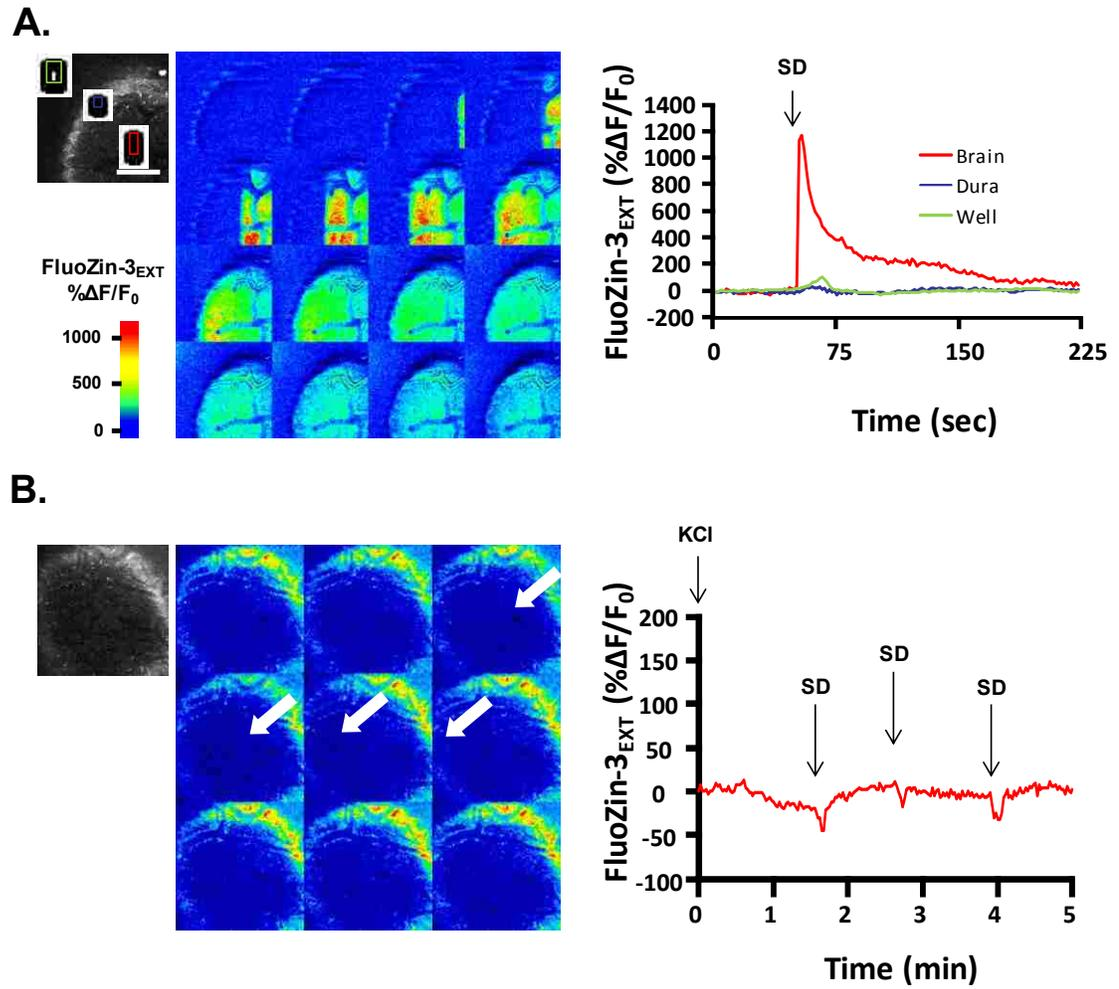 A.
FluoZin-3EXT
%ΔF/F0
1000
500
0
SD
FluoZin-3EXT (%ΔF/F0)
1400
1200
1000
800
600
400
200
0
-200
Brain
Dura
Well
0 75 150 225
Time (sec)
B.
KCl
FluoZin-3EXT (%ΔF/F0)
200
150
100
50
0
-50
-100
SD
SD
SD
0 1 2 3 4 5
Time (min)